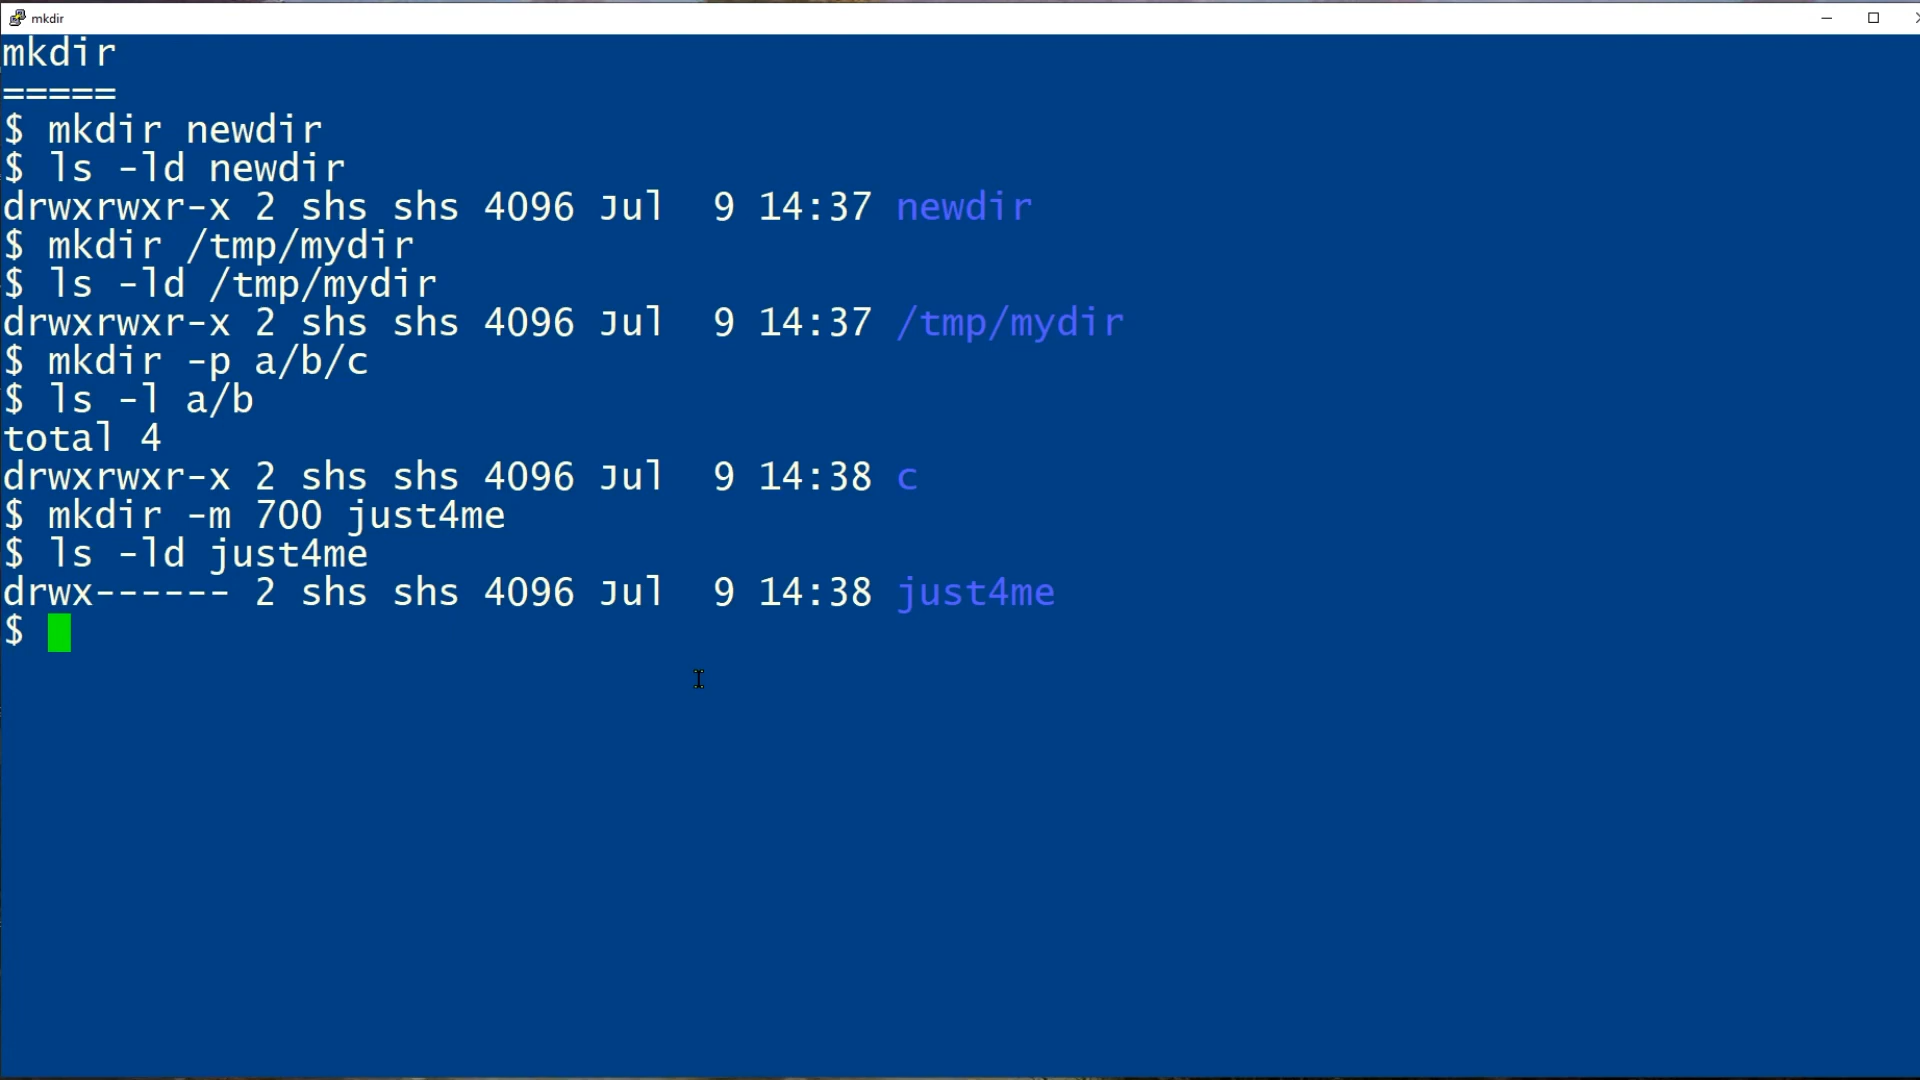 mkdir
mkdir
=====
$ mkdir newdir
$ ls -ld newdir
drwxrwxr-x 2 shs shs 4096 Jul  9 14:37 newdir
$ mkdir /tmp/mydir
$ ls -ld /tmp/mydir
drwxrwxr-x 2 shs shs 4096 Jul  9 14:37 /tmp/mydir
$ mkdir -p a/b/c
$ ls -l a/b
total 4
drwxrwxr-x 2 shs shs 4096 Jul  9 14:38 c
$ mkdir -m 700 just4me
$ ls -ld just4me
drwx------ 2 shs shs 4096 Jul  9 14:38 just4me
$